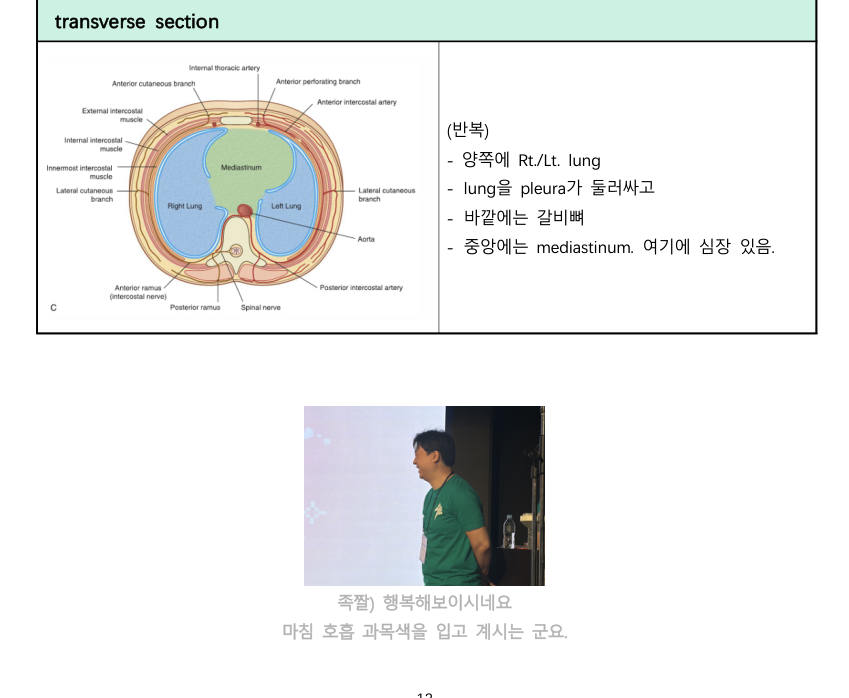 transverse section
Internal thoracic artery
Anterior cutaneous branch
Anterior perforating branch
Anterior intercostal artery
External intercostal
muscle
Internal intercostal
muscle
Innermost intercostal
muscle
Lateral cutaneous
branch
Mediastinum
Right Lung
Left Lung
Lateral cutaneous
branch
Aorta
Anterior ramus
(intercostal nerve)
Posterior intercostal artery
Posterior ramus
Spinal nerve
C
(반복)
- 양쪽에 Rt./Lt. lung
- lung을 pleura가 둘러싸고
- 바깥에는 갈비뼈
- 중앙에는 mediastinum. 여기에 심장 있음.
족짤) 행복해보이시네요
마침 호흡 과목색을 입고 계시는 군요.